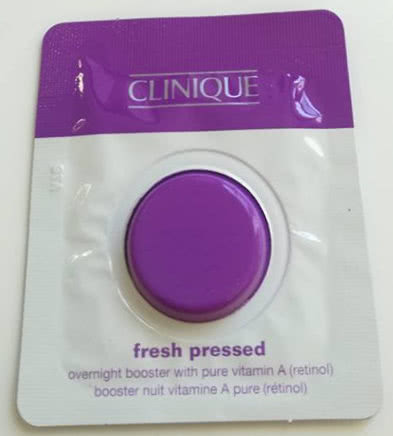 CLINIQUE
fresh pressed
overnight booster with pure vitamin A (retinol)
booster nuit vitamine A pure (rétinol)